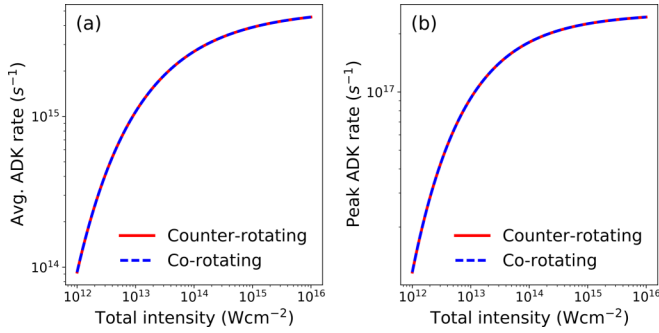 (a)
Avg. ADK rate (s⁻¹)
10¹⁵
10¹⁴
Counter-rotating
Co-rotating
10¹² 10¹³ 10¹⁴ 10¹⁵ 10¹⁶
Total intensity (Wcm⁻²)
(b)
Peak ADK rate (s⁻¹)
10¹⁷
Counter-rotating
Co-rotating
10¹² 10¹³ 10¹⁴ 10¹⁵ 10¹⁶
Total intensity (Wcm⁻²)